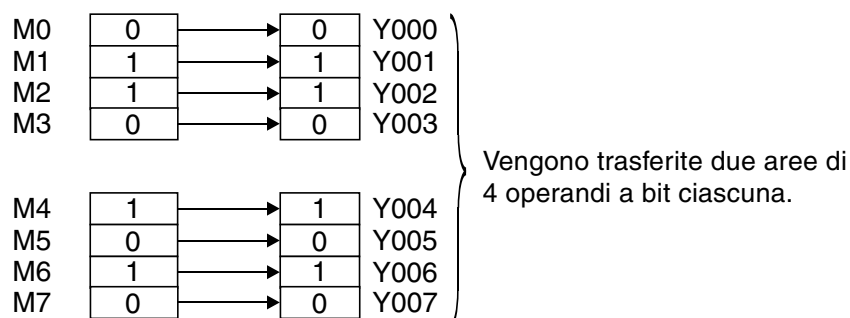 M0 0 0 Y000
M1 1 1 Y001
M2 1 1 Y002
M3 0 0 Y003
Vengono trasferite due aree di
4 operandi a bit ciascuna.
M4 1 1 Y004
M5 0 0 Y005
M6 1 1 Y006
M7 0 0 Y007